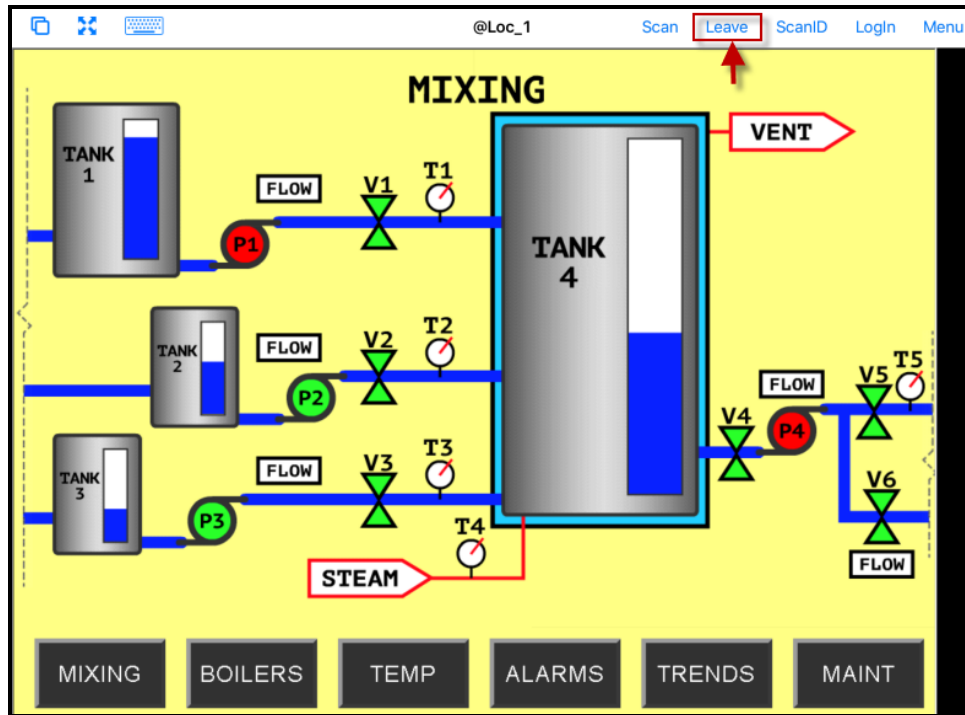 @Loc_1 Scan Leave ScanID LogIn Menu
MIXING
VENT
TANK
1
FLOW
V1
T1
P1
TANK
4
TANK
2
FLOW
V2
T2
P2
TANK
3
FLOW
V3
T3
P3
T4
STEAM
V4
FLOW
P4
V5
T5
V6
FLOW
MIXING BOILERS TEMP ALARMS TRENDS MAINT